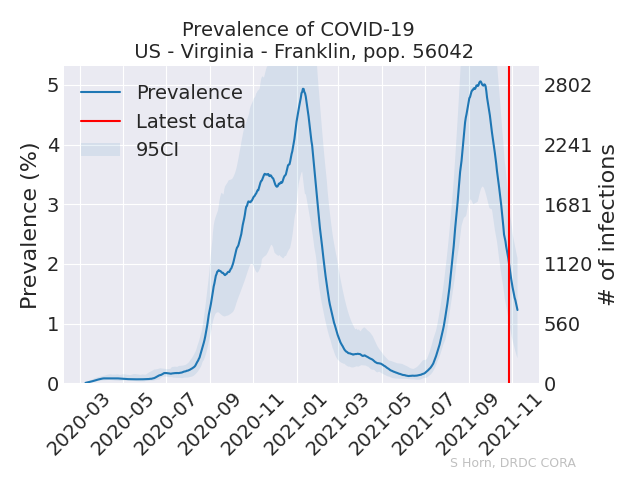 Prevalence of COVID-19
US - Virginia - Franklin, pop. 56042
Prevalence (%)
5
4
3
2
1
0
Prevalence
Latest data
95CI
2802
2241
1681
1120
560
0
# of infections
2020-03
2020-05
2020-07
2020-09
2020-11
2021-01
2021-03
2021-05
2021-07
2021-09
2021-11
S Horn, DRDC CORA